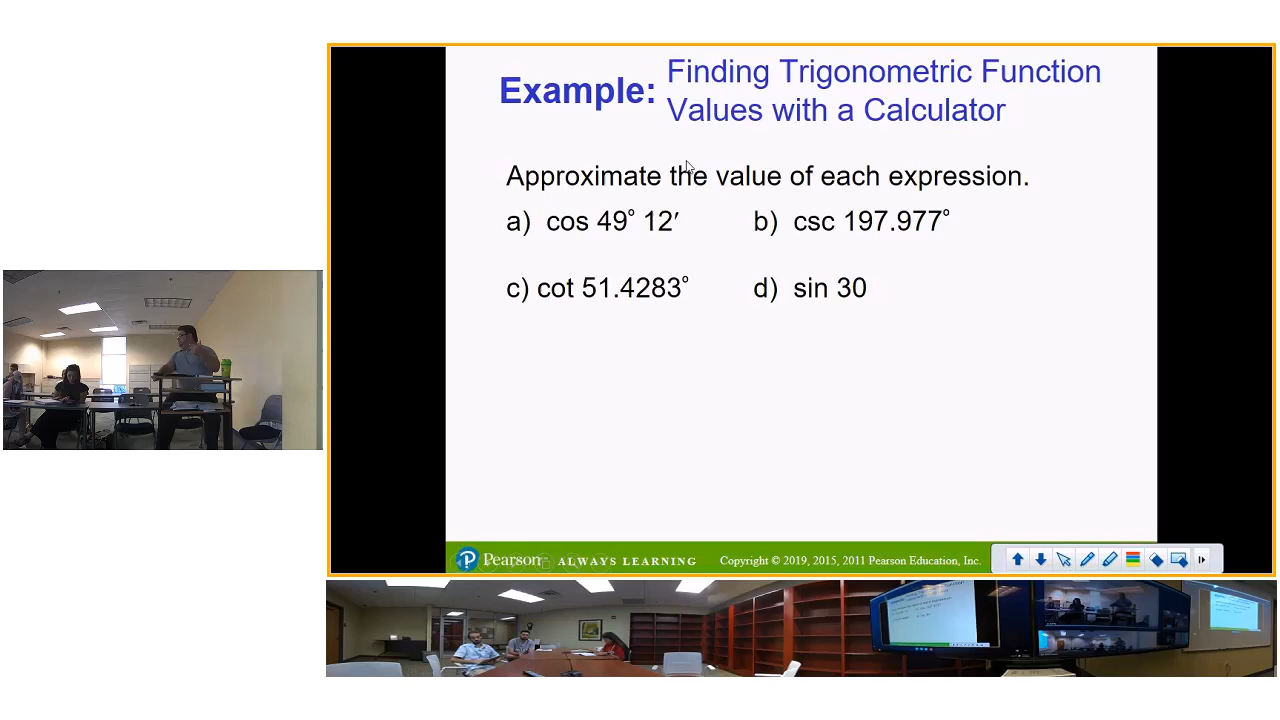 Example: Finding Trigonometric Function
Values with a Calculator
Approximate the value of each expression.
a) cos 49° 12′ b) csc 197.977°
c) cot 51.4283° d) sin 30
Pearson ALWAYS LEARNING Copyright © 2019, 2015, 2011 Pearson Education, Inc.